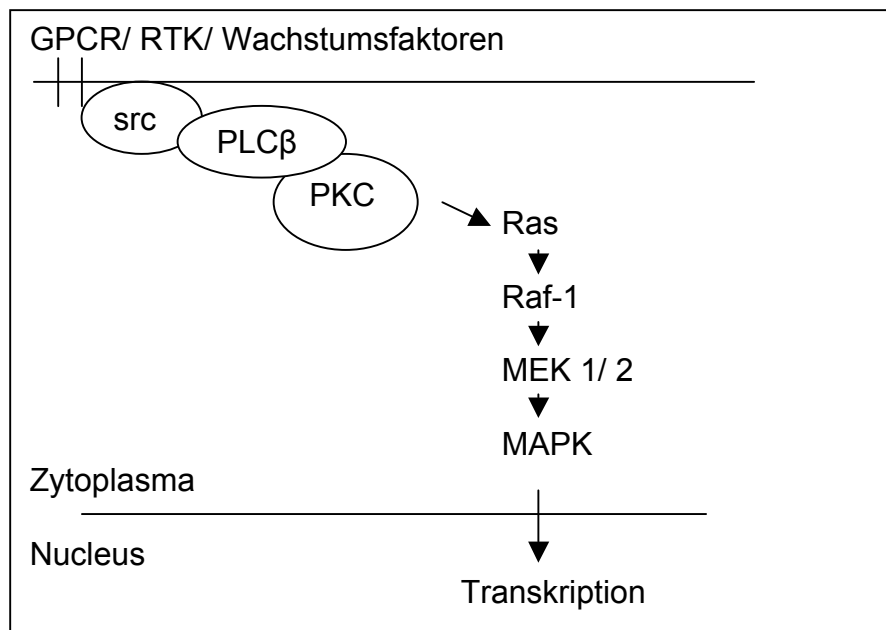 GPCR/ RTK/ Wachstumsfaktoren
src
PLCβ
PKC
Ras
Raf-1
MEK 1/ 2
MAPK
Zytoplasma
Nucleus
Transkription